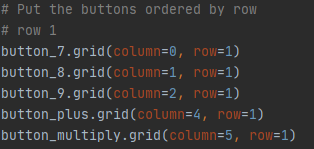 # Put the buttons ordered by row
# row 1
button_7.grid(column=0, row=1)
button_8.grid(column=1, row=1)
button_9.grid(column=2, row=1)
button_plus.grid(column=4, row=1)
button_multiply.grid(column=5, row=1)